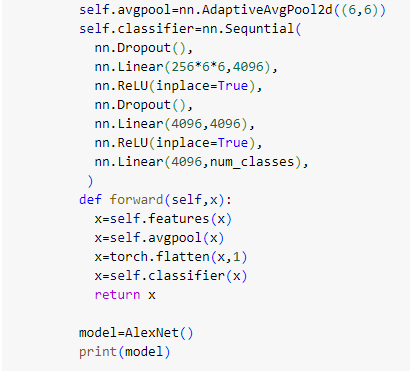 self.avgpool=nn.AdaptiveAvgPool2d((6,6))
self.classifier=nn.Sequntial(
nn.Dropout(),
nn.Linear(256*6*6,4096),
nn.ReLU(inplace=True),
nn.Dropout(),
nn.Linear(4096,4096),
nn.ReLU(inplace=True),
nn.Linear(4096,num_classes),
)
def forward(self,x):
x=self.features(x)
x=self.avgpool(x)
x=torch.flatten(x,1)
x=self.classifier(x)
return x
model=AlexNet()
print(model)